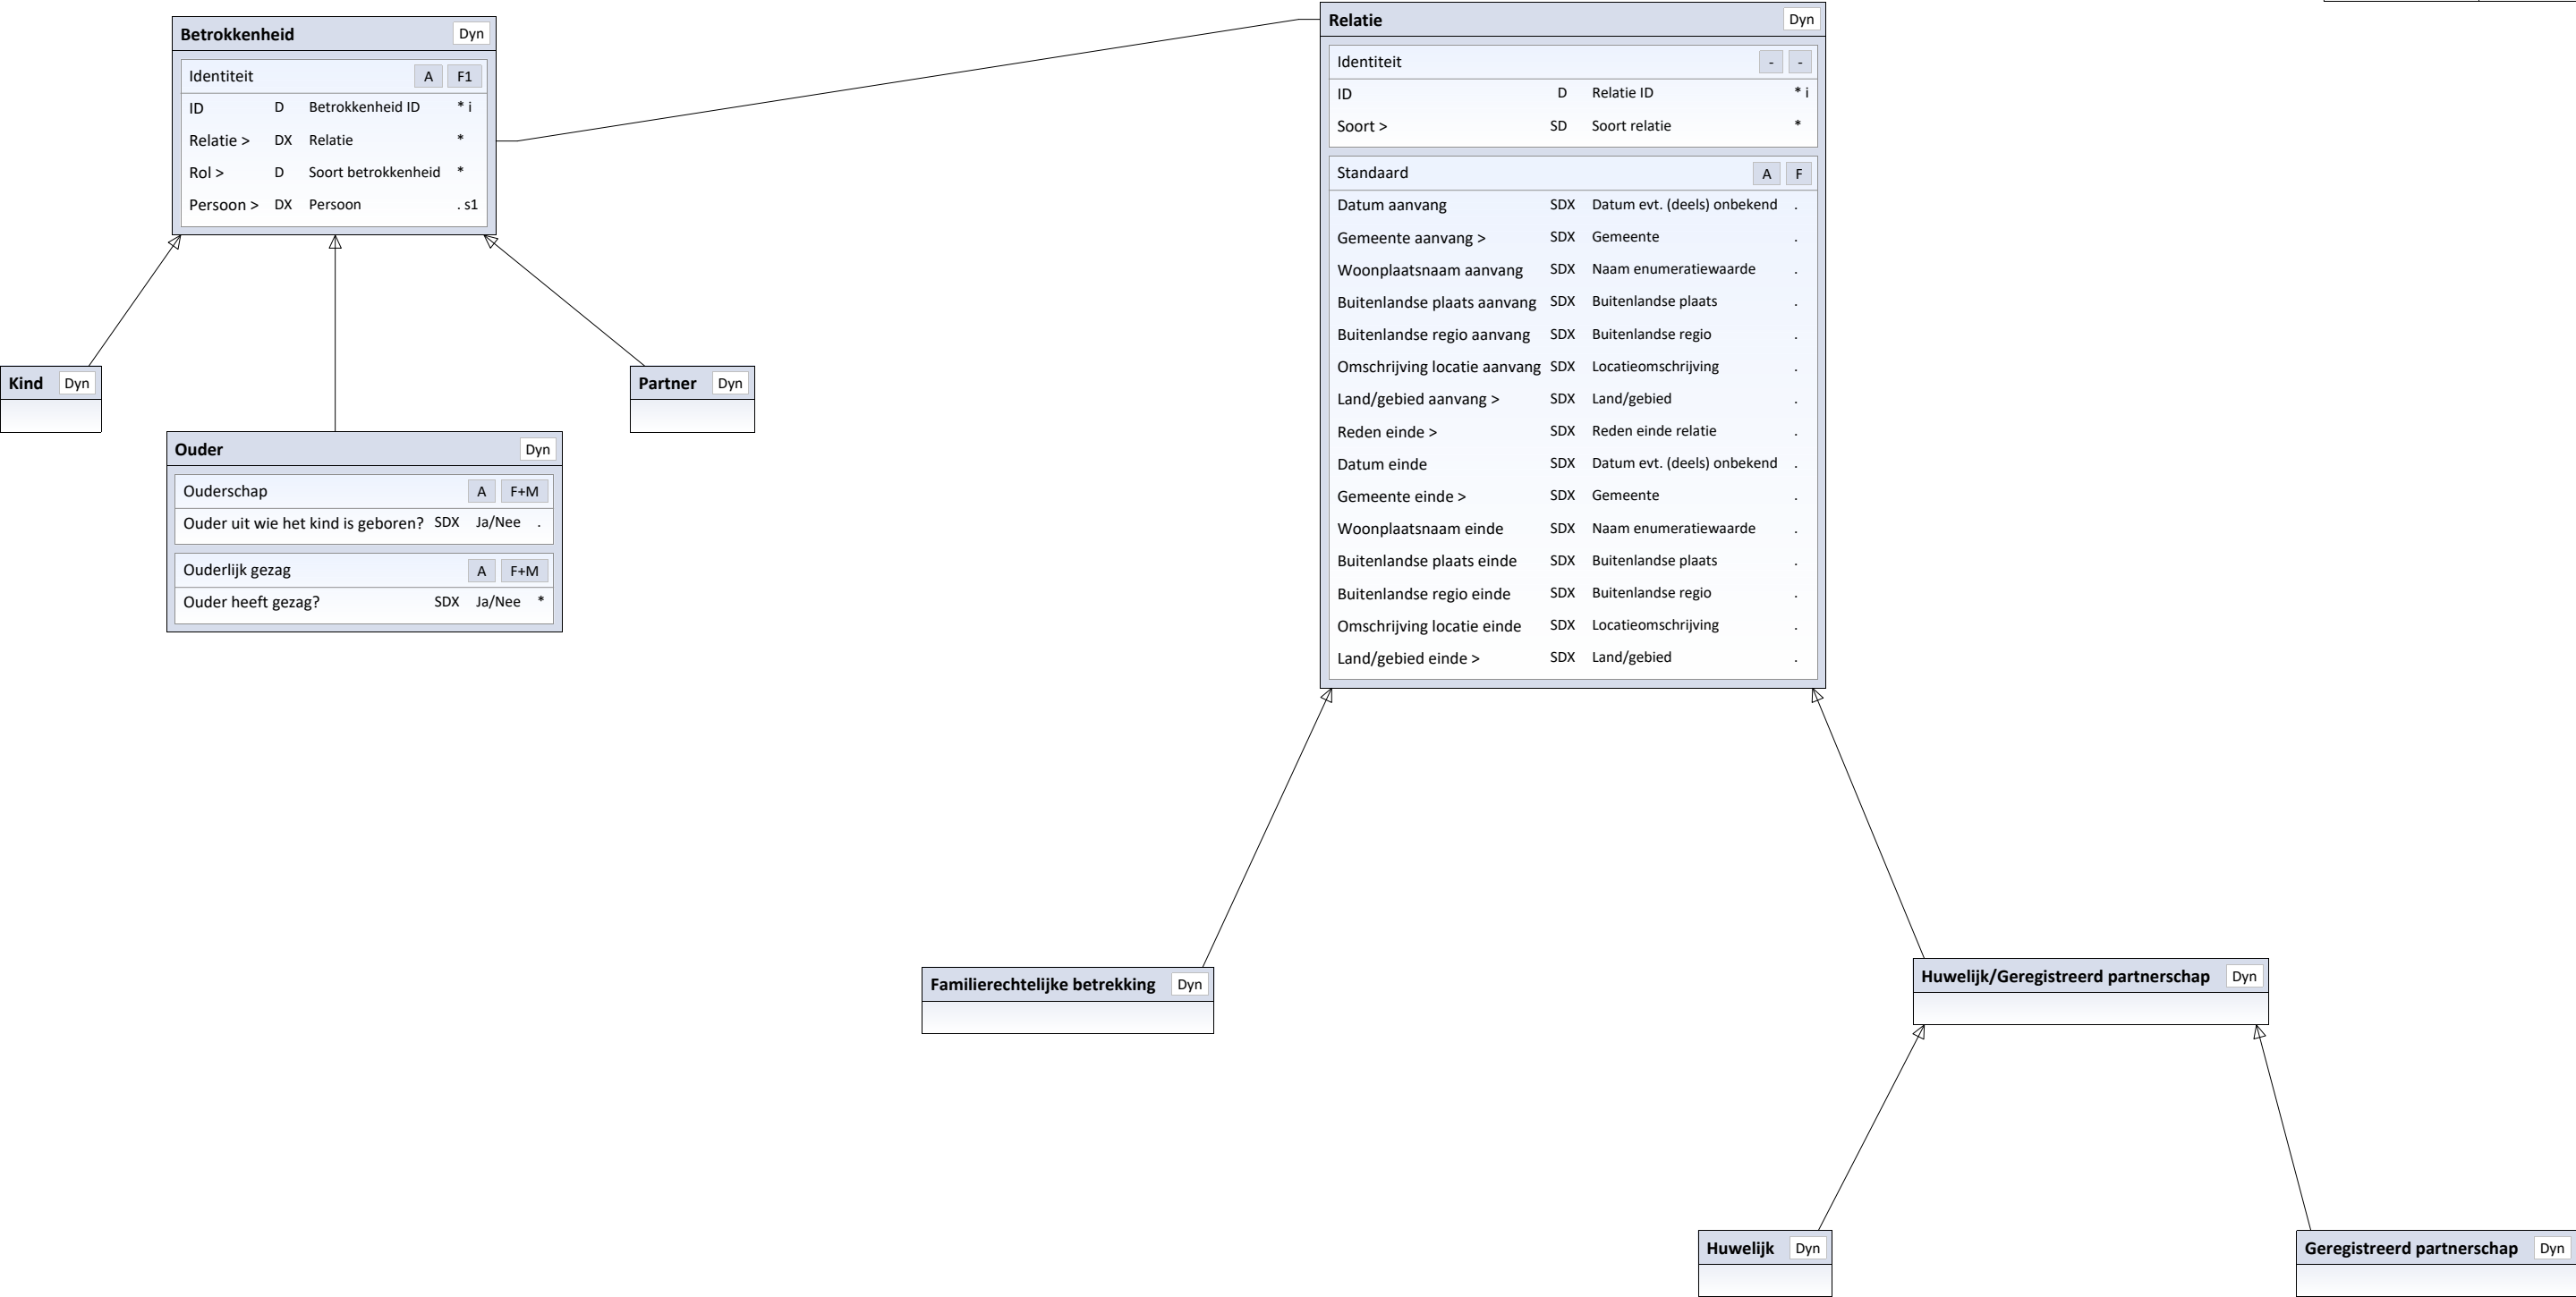 Betrokkenheid Dyn
Identiteit A F1
ID D Betrokkenheid ID * i
Relatie > DX Relatie *
Rol > D Soort betrokkenheid *
Persoon > DX Persoon . s1
Kind Dyn
Partner Dyn
Ouder Dyn
Ouderschap A F+M
Ouder uit wie het kind is geboren? SDX Ja/Nee .
Ouderlijk gezag A F+M
Ouder heeft gezag? SDX Ja/Nee *
Relatie Dyn
Identiteit - -
ID D Relatie ID * i
Soort > SD Soort relatie *
Standaard A F
Datum aanvang SDX Datum evt. (deels) onbekend .
Gemeente aanvang > SDX Gemeente .
Woonplaatsnaam aanvang SDX Naam enumeratiewaarde .
Buitenlandse plaats aanvang SDX Buitenlandse plaats .
Buitenlandse regio aanvang SDX Buitenlandse regio .
Omschrijving locatie aanvang SDX Locatieomschrijving .
Land/gebied aanvang > SDX Land/gebied .
Reden einde > SDX Reden einde relatie .
Datum einde SDX Datum evt. (deels) onbekend .
Gemeente einde > SDX Gemeente .
Woonplaatsnaam einde SDX Naam enumeratiewaarde .
Buitenlandse plaats einde SDX Buitenlandse plaats .
Buitenlandse regio einde SDX Buitenlandse regio .
Omschrijving locatie einde SDX Locatieomschrijving .
Land/gebied einde > SDX Land/gebied .
Familierechtelijke betrekking Dyn
Huwelijk/Geregistreerd partnerschap Dyn
Huwelijk Dyn
Geregistreerd partnerschap Dyn